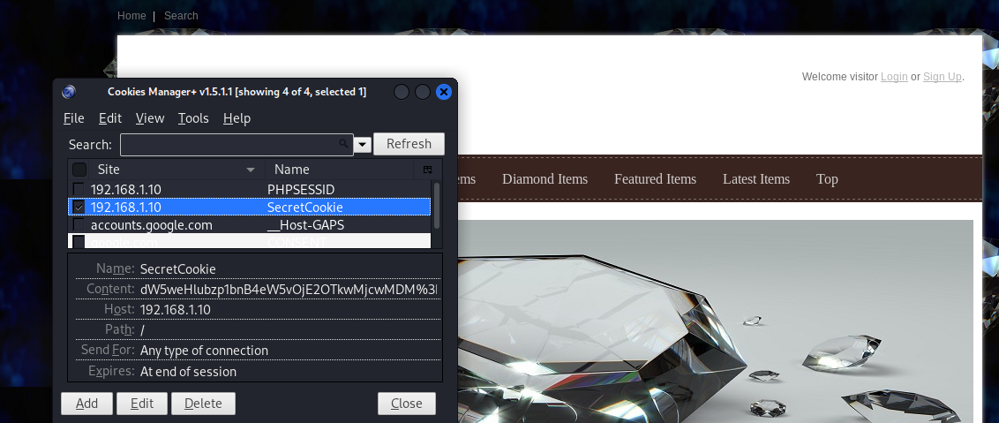 Home | Search
Welcome visitor Login or Sign Up.
Cookies Manager+ v1.5.1.1 [showing 4 of 4, selected 1]
File Edit View Tools Help
Search: Refresh
Site Name
192.168.1.10 PHPSESSID
192.168.1.10 SecretCookie
accounts.google.com __Host-GAPS
google.com CONSENT
ems Diamond Items Featured Items Latest Items Top
Name: SecretCookie
Content: dW5weHlubzp1bnB4eW5vOjE2OTkwMjcwMDM%3
Host: 192.168.1.10
Path: /
Send For: Any type of connection
Expires: At end of session
Add Edit Delete Close